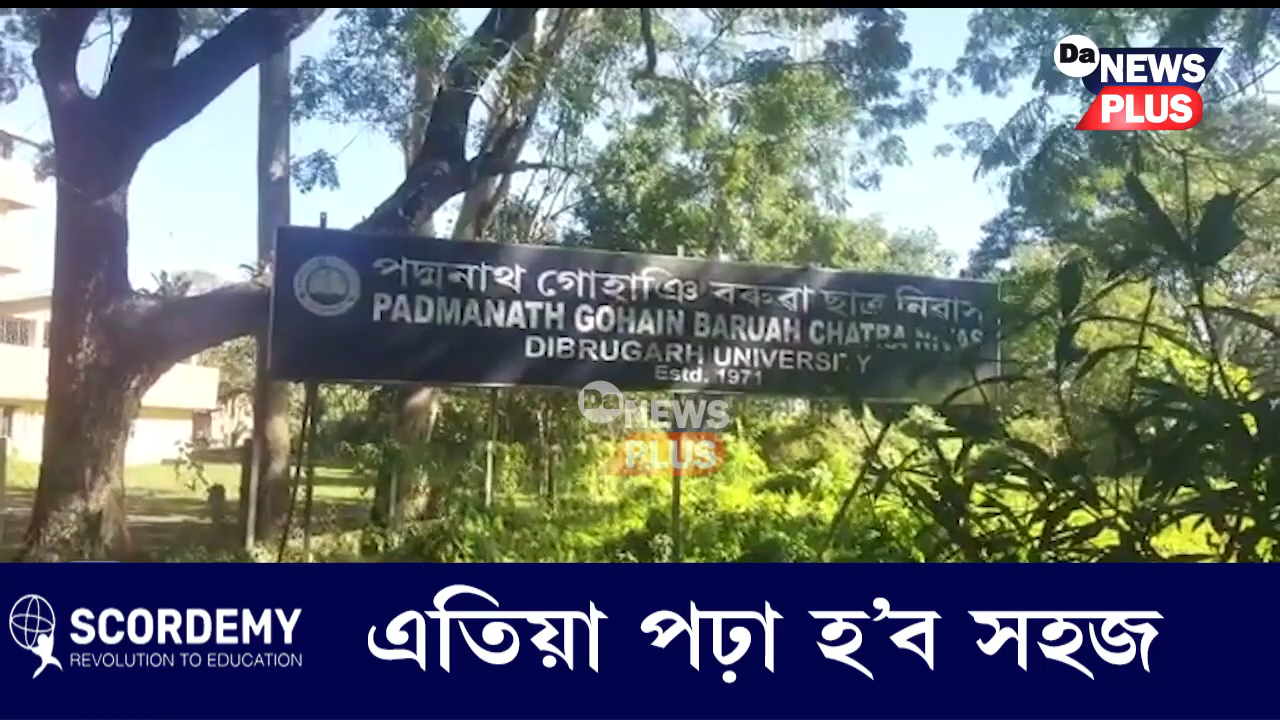 Da NEWS
PLUS
পদ্মনাথ গোহাঞি বৰুৱা ছাত্ৰ নিবাস
PADMANATH GOHAIN BARUAH CHATRA NIVAS
DIBRUGARH UNIVERSITY
Estd. 1971
Da NEWS
PLUS
SCORDEMY
REVOLUTION TO EDUCATION
এতিয়া পঢ়া হ'ব সহজ